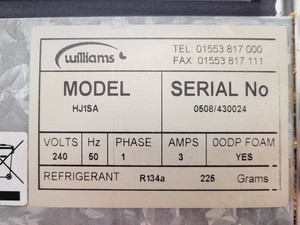 williams
TEL: 01553 817 000
FAX: 01553 817 111
MODEL SERIAL No
HJ1SA 0508/430024
VOLTS Hz PHASE AMPS 0ODP FOAM
240 50 1 3 YES
REFRIGERANT R134a 225 Grams